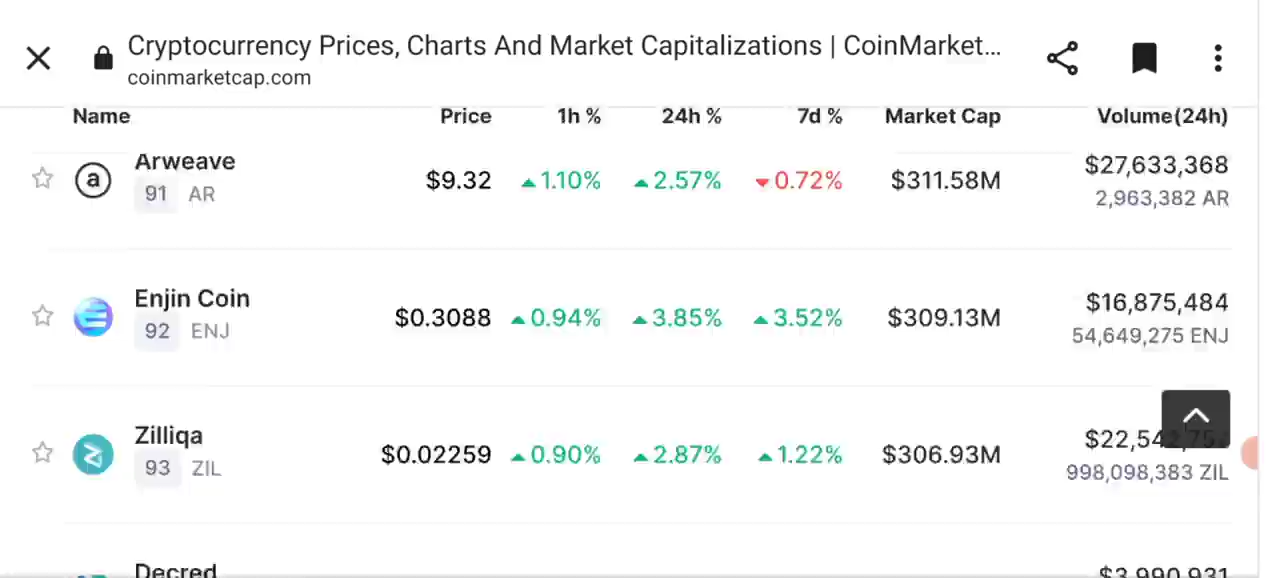 Cryptocurrency Prices, Charts And Market Capitalizations | CoinMarket...
coinmarketcap.com
Name Price 1h % 24h % 7d % Market Cap Volume(24h)
Arweave
91 AR
$9.32 1.10% 2.57% 0.72% $311.58M
$27,633,368
2,963,382 AR
Enjin Coin
92 ENJ
$0.3088 0.94% 3.85% 3.52% $309.13M
$16,875,484
54,649,275 ENJ
Zilliqa
93 ZIL
$0.02259 0.90% 2.87% 1.22% $306.93M
998,098,383 ZIL
Decred
$3,990,931